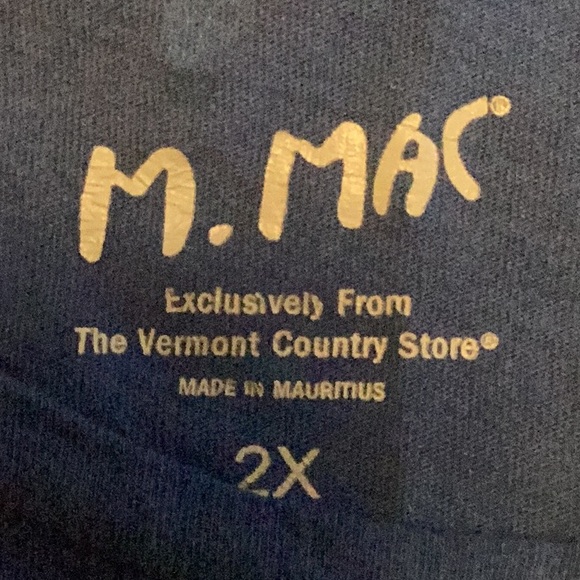 M. MAC®
Exclusively From
The Vermont Country Store®
MADE IN MAURITIUS
2X